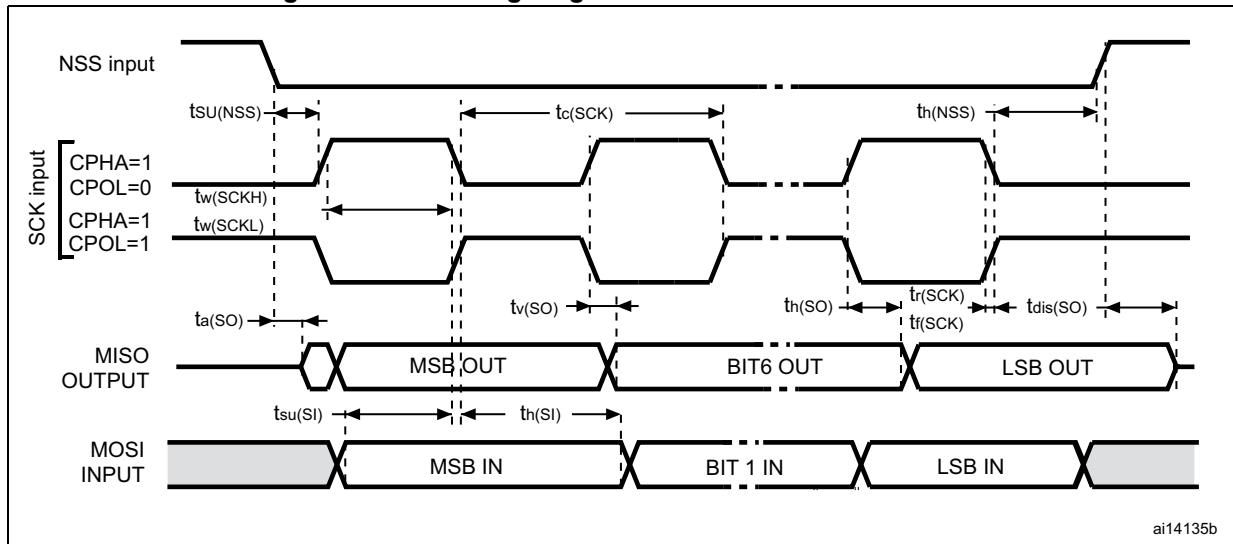 NSS input
tSU(NSS)
tc(SCK)
th(NSS)
SCK input
CPHA=1
CPOL=0
tw(SCKH)
CPHA=1
tw(SCKL)
CPOL=1
ta(SO)
tv(SO)
th(SO)
tr(SCK)
tf(SCK)
tdis(SO)
MISO
OUTPUT
MSB OUT
BIT6 OUT
LSB OUT
tsu(SI)
th(SI)
MOSI
INPUT
MSB IN
BIT 1 IN
LSB IN
ai14135b